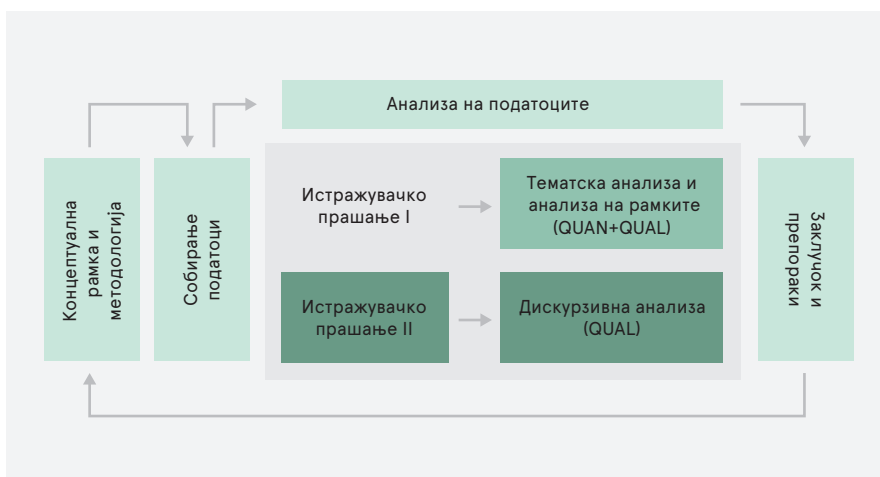 Концептуална
рамка и
методологија
Собирање
податоци
Анализа на податоците
Истражувачко
прашање I
Тематска анализа и
анализа на рамките
(QUAN+QUAL)
Истражувачко
прашање II
Дискурзивна анализа
(QUAL)
Заклучок и
препораки